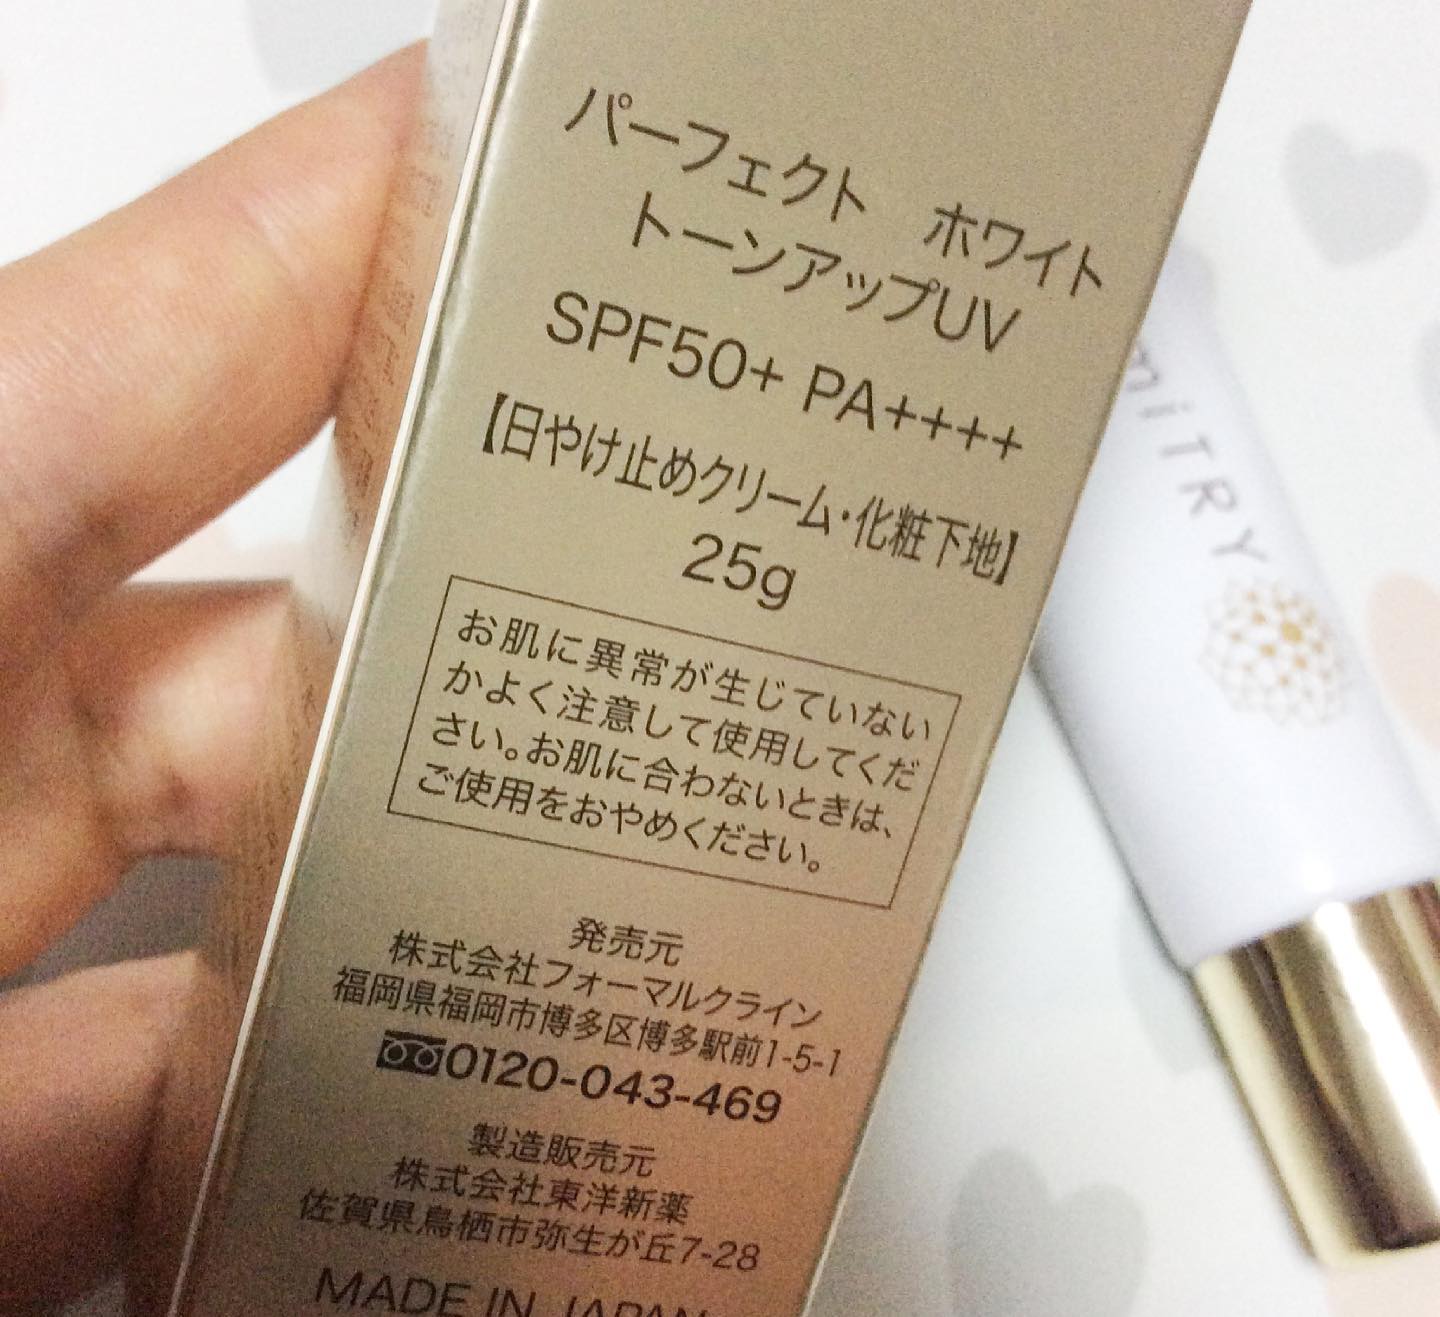 パーフェクト ホワイト
トーンアップUV
SPF50+ PA++++
【日やけ止めクリーム・化粧下地】
25g
お肌に異常が生じていない
かよく注意して使用してくだ
さい。お肌に合わないときは、
ご使用をおやめください。
発売元
株式会社フォーマルクライン
福岡県福岡市博多区博多駅前1-5-1
0120-043-469
製造販売元
株式会社東洋新薬
佐賀県鳥栖市弥生が丘7-28
MADE IN JAPAN
miTRY